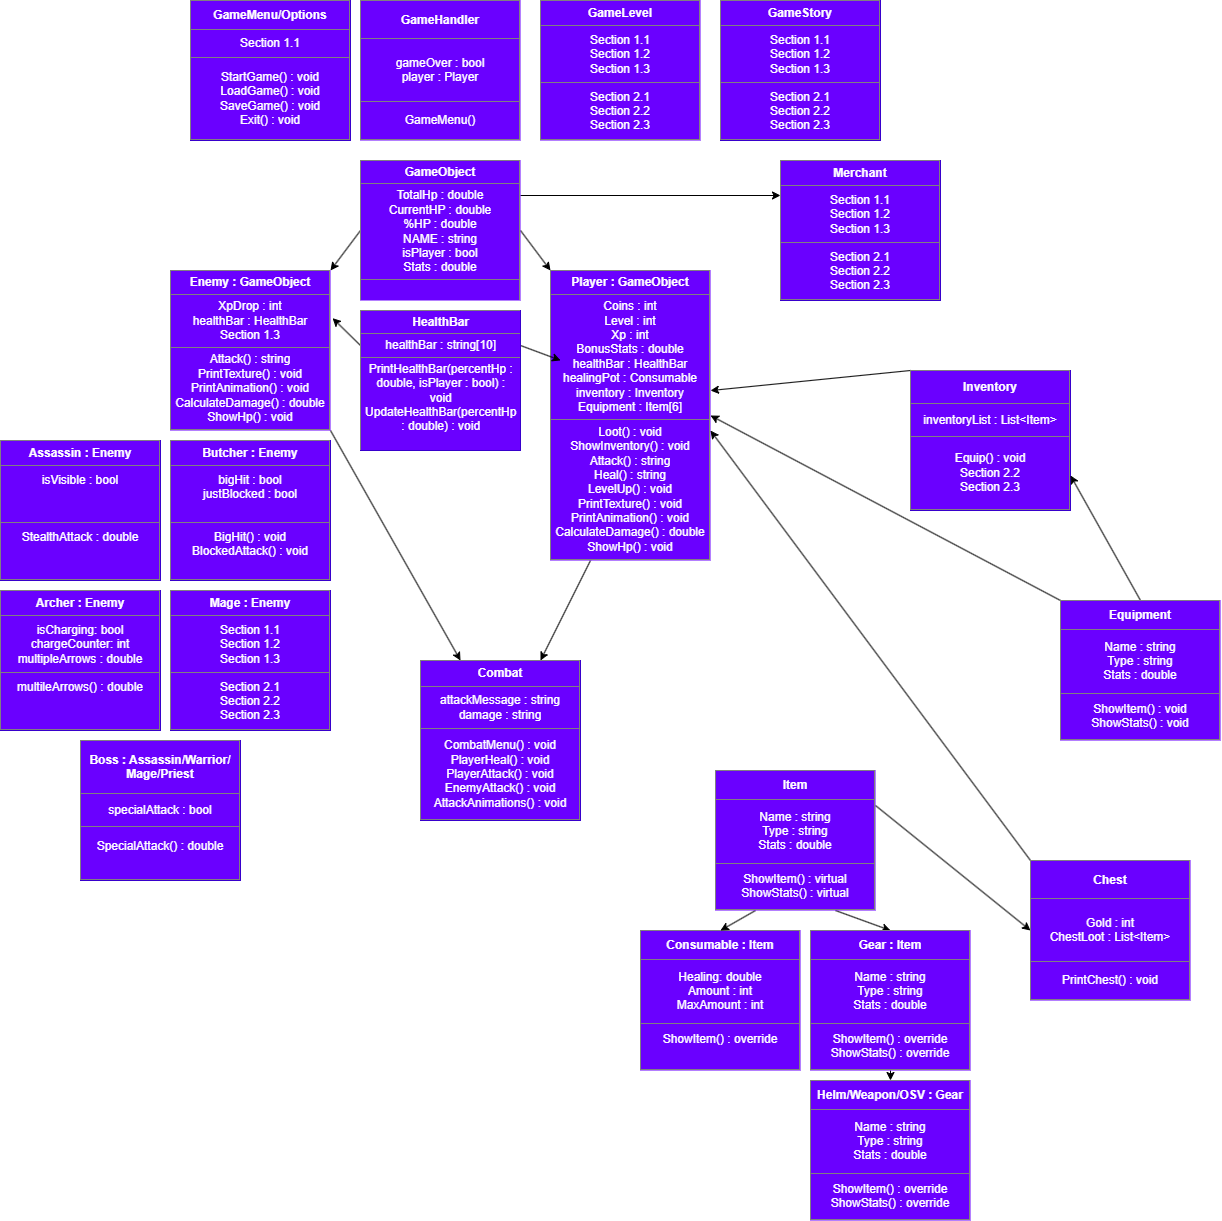 GameMenu/Options
Section 1.1
StartGame() : void
LoadGame() : void
SaveGame() : void
Exit() : void
GameHandler
gameOver : bool
player : Player
GameMenu()
GameLevel
Section 1.1
Section 1.2
Section 1.3
Section 2.1
Section 2.2
Section 2.3
GameStory
Section 1.1
Section 1.2
Section 1.3
Section 2.1
Section 2.2
Section 2.3
GameObject
TotalHp : double
CurrentHP : double
%HP : double
NAME : string
isPlayer : bool
Stats : double
Merchant
Section 1.1
Section 1.2
Section 1.3
Section 2.1
Section 2.2
Section 2.3
Enemy : GameObject
XpDrop : int
healthBar : HealthBar
Section 1.3
Attack() : string
PrintTexture() : void
PrintAnimation() : void
CalculateDamage() : double
ShowHp() : void
HealthBar
healthBar : string[10]
PrintHealthBar(percentHp :
double, isPlayer : bool) :
void
UpdateHealthBar(percentHp
: double) : void
Player : GameObject
Coins : int
Level : int
Xp : int
BonusStats : double
healthBar : HealthBar
healingPot : Consumable
inventory : Inventory
Equipment : Item[6]
Loot() : void
ShowInventory() : void
Attack() : string
Heal() : string
LevelUp() : void
PrintTexture() : void
PrintAnimation() : void
CalculateDamage() : double
ShowHp() : void
Inventory
inventoryList : List<Item>
Equip() : void
Section 2.2
Section 2.3
Assassin : Enemy
isVisible : bool
StealthAttack : double
Butcher : Enemy
bigHit : bool
justBlocked : bool
BigHit() : void
BlockedAttack() : void
Archer : Enemy
isCharging: bool
chargeCounter: int
multipleArrows : double
multileArrows() : double
Mage : Enemy
Section 1.1
Section 1.2
Section 1.3
Section 2.1
Section 2.2
Section 2.3
Equipment
Name : string
Type : string
Stats : double
ShowItem() : void
ShowStats() : void
Combat
attackMessage : string
damage : string
CombatMenu() : void
PlayerHeal() : void
PlayerAttack() : void
EnemyAttack() : void
AttackAnimations() : void
Boss : Assassin/Warrior/
Mage/Priest
specialAttack : bool
SpecialAttack() : double
Item
Name : string
Type : string
Stats : double
ShowItem() : virtual
ShowStats() : virtual
Chest
Gold : int
ChestLoot : List<Item>
PrintChest() : void
Consumable : Item
Healing: double
Amount : int
MaxAmount : int
ShowItem() : override
Gear : Item
Name : string
Type : string
Stats : double
ShowItem() : override
ShowStats() : override
Helm/Weapon/OSV : Gear
Name : string
Type : string
Stats : double
ShowItem() : override
ShowStats() : override